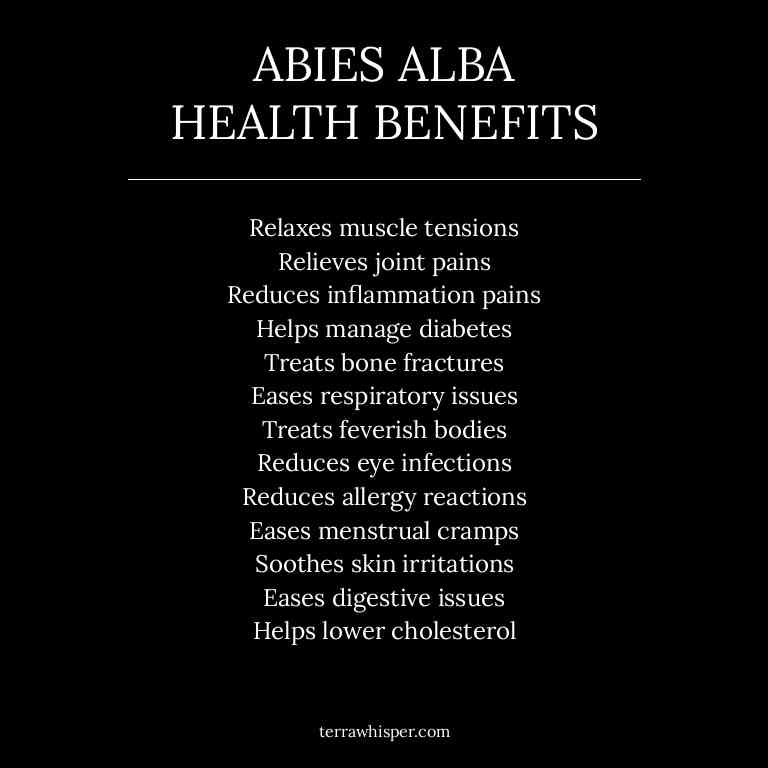 ABIES ALBA
HEALTH BENEFITS
Relaxes muscle tensions
Relieves joint pains
Reduces inflammation pains
Helps manage diabetes
Treats bone fractures
Eases respiratory issues
Treats feverish bodies
Reduces eye infections
Reduces allergy reactions
Eases menstrual cramps
Soothes skin irritations
Eases digestive issues
Helps lower cholesterol
terrawhisper.com